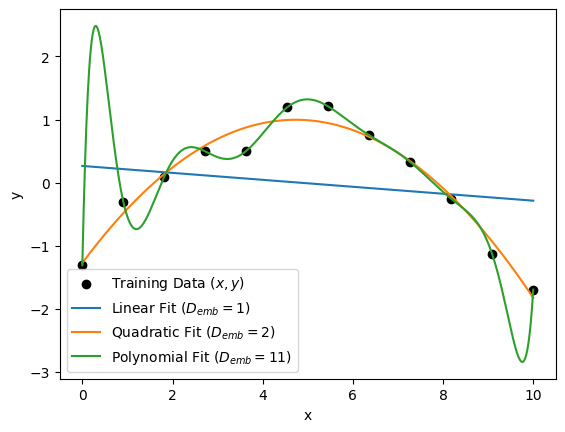 2
1
0
−1
−2
−3
y
Training Data (x, y)
Linear Fit (D_emb = 1)
Quadratic Fit (D_emb = 2)
Polynomial Fit (D_emb = 11)
0 2 4 6 8 10
x